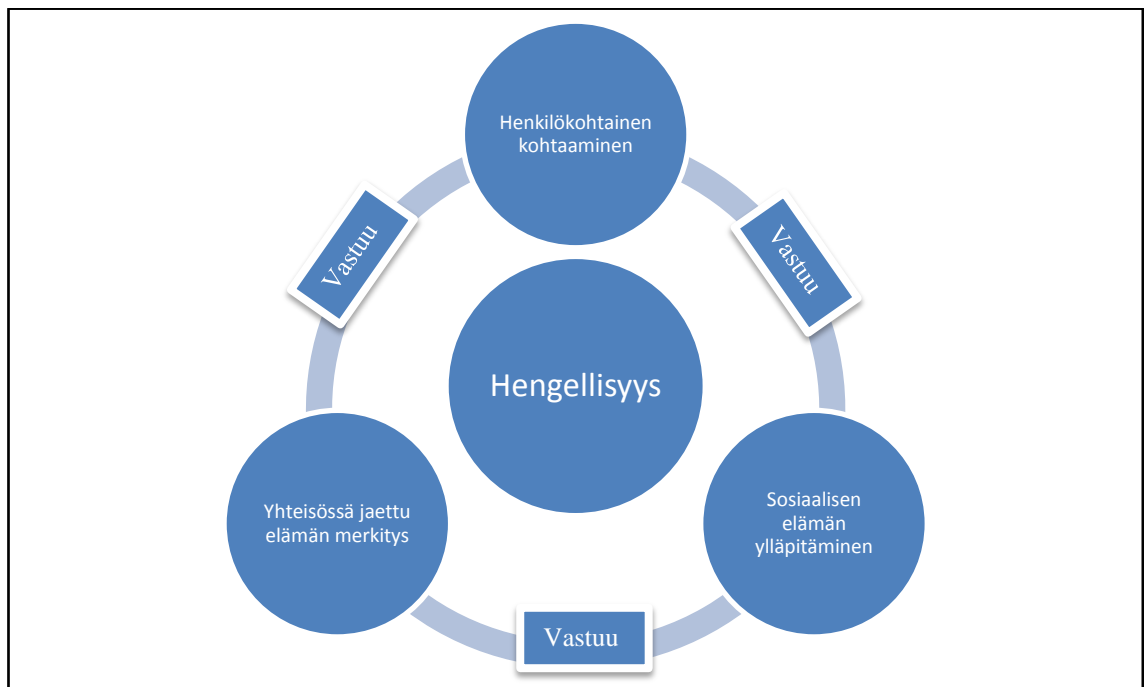 Henkilökohtainen
kohtaaminen
Vastuu
Vastuu
Hengellisyys
Yhteisössä jaettu
elämän merkitys
Sosiaalisen
elämän
ylläpitäminen
Vastuu